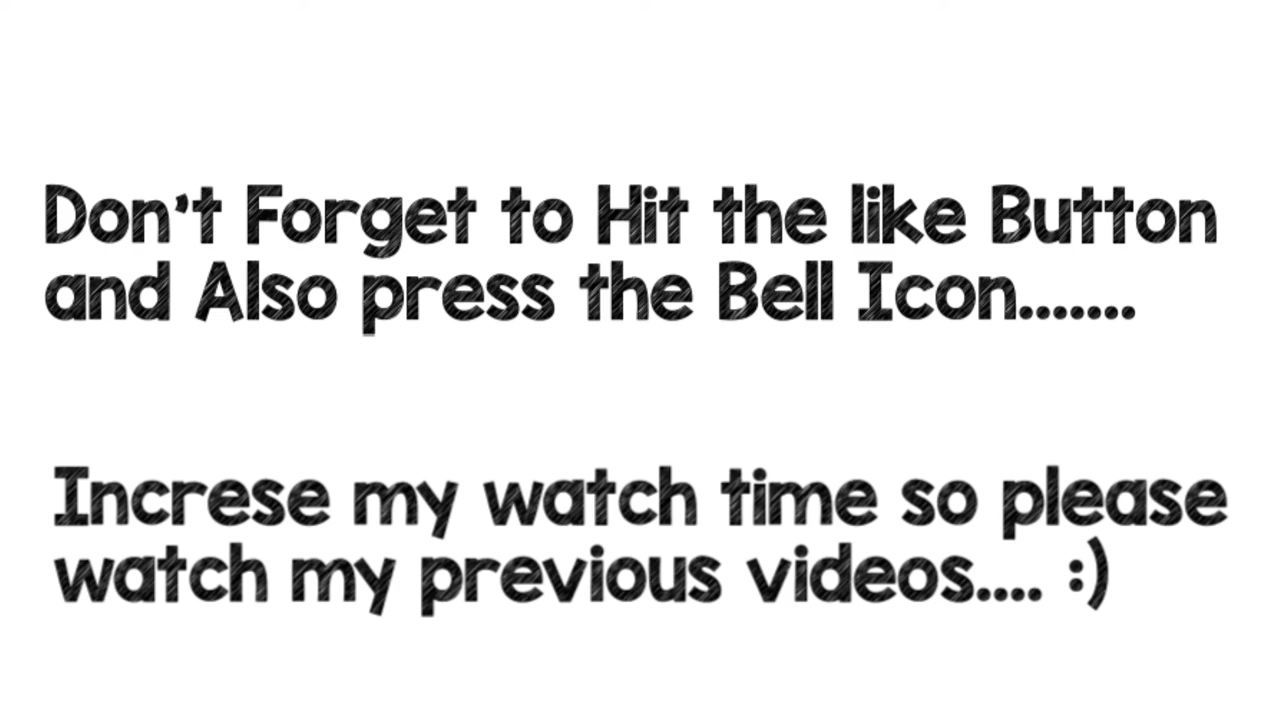 Don't Forget to Hit the like Button
and Also press the Bell Icon.......
Increse my watch time so please
watch my previous videos.... :)